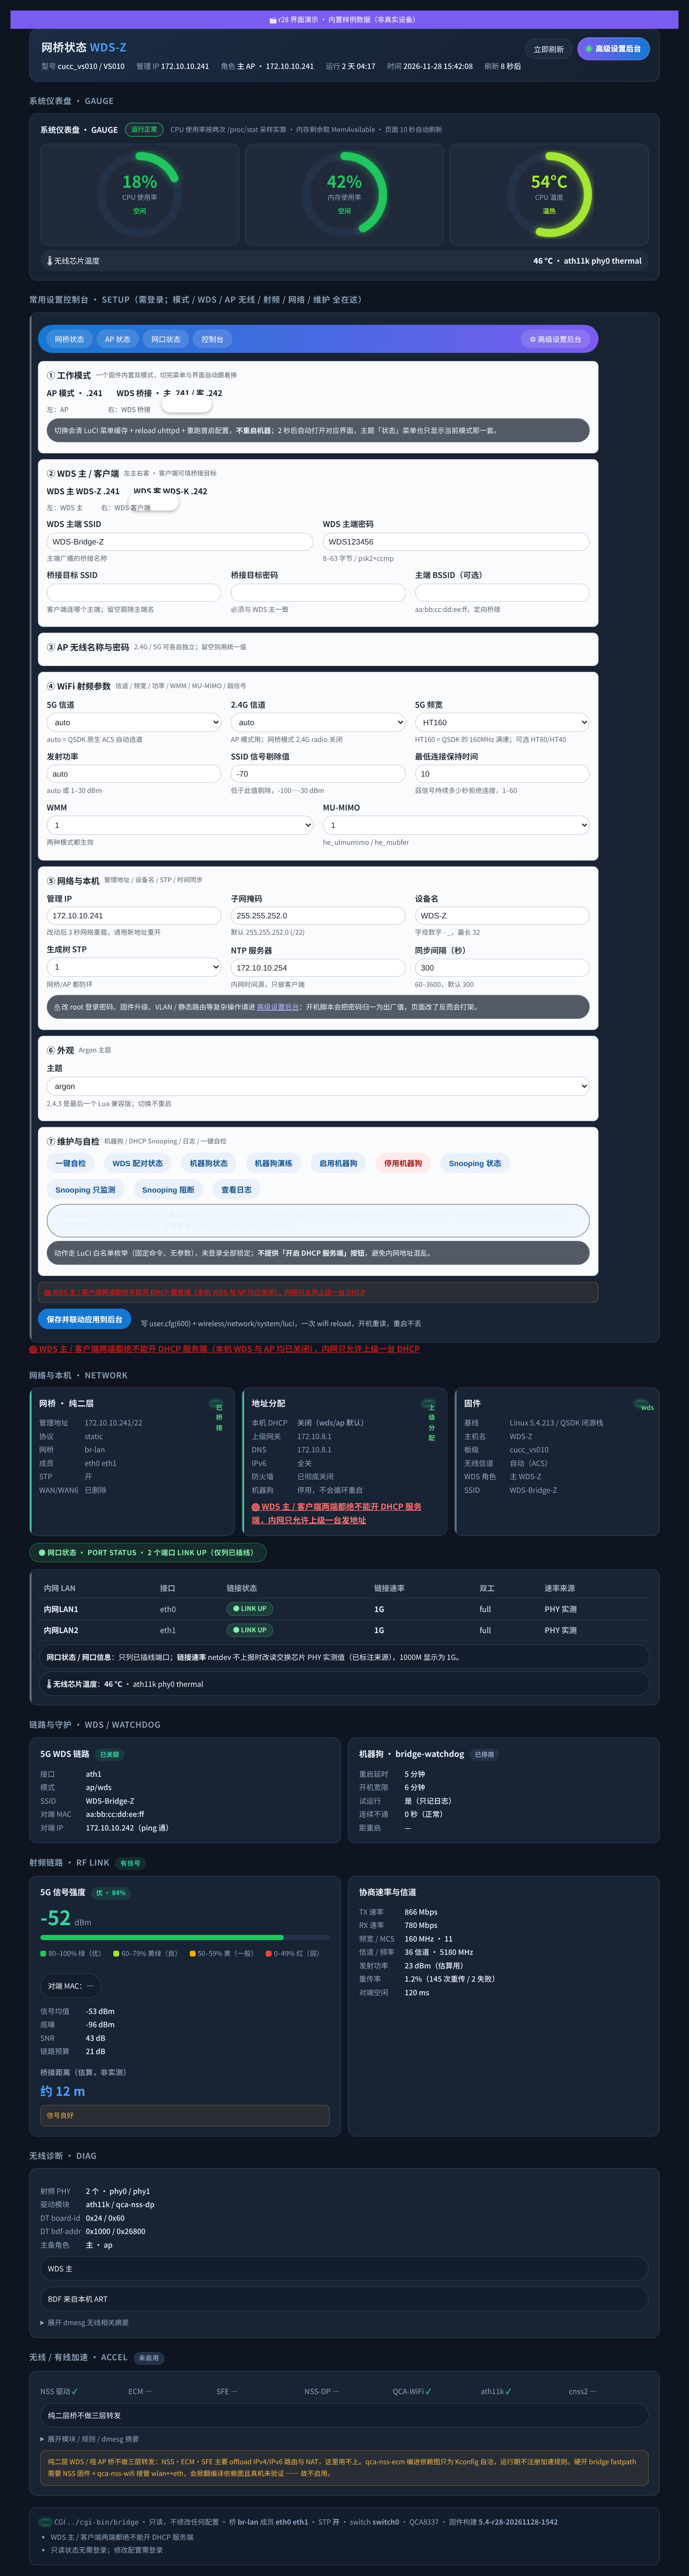 🎬 r28 界面演示 · 内置样例数据（非真实设备）
网桥状态 WDS-Z
立即刷新
高级设置后台
型号 cucc_vs010 / VS010 管理 IP 172.10.10.241 角色 主 AP · 172.10.10.241 运行 2 天 04:17 时间 2026-11-28 15:42:08 刷新 8 秒后
系统仪表盘 · GAUGE
系统仪表盘 · GAUGE 运行正常 CPU 使用率按两次 /proc/stat 采样实算 · 内存剩余取 MemAvailable · 页面 10 秒自动刷新
18%
CPU 使用率
空闲
42%
内存使用率
空闲
54°C
CPU 温度
温热
🌡 无线芯片温度 46 °C · ath11k phy0 thermal
常用设置控制台 · SETUP（需登录；模式 / WDS / AP 无线 / 射频 / 网络 / 维护 全在这）
网桥状态 AP 状态 网口状态 控制台 ⚙ 高级设置后台
① 工作模式 一个固件内置双模式，切完菜单与界面自动跟着换
AP 模式 · .241 WDS 桥接 · 主 .241 / 客 .242
左：AP 右：WDS 桥接
切换会清 LuCI 菜单缓存 + reload uhttpd + 重跑首启配置，不重启机器；2 秒后自动打开对应界面，主题「状态」菜单也只显示当前模式那一套。
② WDS 主 / 客户端 左主右客 · 客户端可填桥接目标
WDS 主 WDS-Z .241 WDS 客 WDS-K .242
左：WDS 主 右：WDS 客户端
WDS 主端 SSID WDS 主端密码
WDS-Bridge-Z WDS123456
主端广播的桥接名称 8–63 字节 / psk2+ccmp
桥接目标 SSID 桥接目标密码 主端 BSSID（可选）
客户端连哪个主端；留空跟随主端名 必须与 WDS 主一致 aa:bb:cc:dd:ee:ff，定向桥接
③ AP 无线名称与密码 2.4G / 5G 可各自独立；留空则用统一值
④ WiFi 射频参数 信道 / 频宽 / 功率 / WMM / MU-MIMO / 弱信号
5G 信道 2.4G 信道 5G 频宽
auto auto HT160
auto = QSDK 原生 ACS 自动选道 AP 模式用；网桥模式 2.4G radio 关闭 HT160 = QSDK 的 160MHz 满速；可选 HT80/HT40
发射功率 SSID 信号剔除值 最低连接保持时间
auto -70 10
auto 或 1–30 dBm 低于此值剔除，-100…-30 dBm 弱信号持续多少秒拒绝连接，1–60
WMM MU-MIMO
1 1
两种模式都生效 he_ulmumimo / he_mubfer
⑤ 网络与本机 管理地址 / 设备名 / STP / 时间同步
管理 IP 子网掩码 设备名
172.10.10.241 255.255.252.0 WDS-Z
改动后 3 秒网络重载，请用新地址重开 默认 255.255.252.0 (/22) 字母数字 - _，最长 32
生成树 STP NTP 服务器 同步间隔（秒）
1 172.10.10.254 300
网桥/AP 都防环 内网时间源，只做客户端 60–3600，默认 300
🔒 改 root 登录密码、固件升级、VLAN / 静态路由等复杂操作请进 高级设置后台；开机脚本会把密码归一为出厂值，页面改了反而会打架。
⑥ 外观 Argon 主题
主题
argon
2.4.3 是最后一个 Lua 兼容版；切换不重启
⑦ 维护与自检 机器狗 / DHCP Snooping / 日志 / 一键自检
一键自检 WDS 配对状态 机器狗状态 机器狗演练 启用机器狗 停用机器狗 Snooping 状态
Snooping 只监测 Snooping 阻断 查看日志
动作走 LuCI 白名单枚举（固定命令、无参数），未登录全部锁定；不提供「开启 DHCP 服务端」按钮，避免内网地址混乱。
🔴 WDS 主 / 客户端两端都绝不能开 DHCP 服务端（本机 WDS 与 AP 均已关闭），内网只允许上级一台 DHCP
保存并联动应用到后台 写 user.cfg(600) + wireless/network/system/luci，一次 wifi reload，开机重读，重启不丢
🔴 WDS 主 / 客户端两端都绝不能开 DHCP 服务端（本机 WDS 与 AP 均已关闭），内网只允许上级一台 DHCP
网络与本机 · NETWORK
网桥 · 纯二层 已桥接
管理地址 172.10.10.241/22
协议 static
网桥 br-lan
成员 eth0 eth1
STP 开
WAN/WAN6 已删除
地址分配 上级分配
本机 DHCP 关闭（wds/ap 默认）
上级网关 172.10.8.1
DNS 172.10.8.1
IPv6 全关
防火墙 已彻底关闭
机器狗 停用，不会循环重启
🔴 WDS 主 / 客户端两端都绝不能开 DHCP 服务端，内网只允许上级一台发地址
固件 wds
基线 Linux 5.4.213 / QSDK 闭源栈
主机名 WDS-Z
板级 cucc_vs010
无线信道 自动（ACS）
WDS 角色 主 WDS-Z
SSID WDS-Bridge-Z
网口状态 · PORT STATUS · 2 个端口 LINK UP（仅列已插线）
内网 LAN 接口 链接状态 链接速率 双工 速率来源
内网LAN1 eth0 LINK UP 1G full PHY 实测
内网LAN2 eth1 LINK UP 1G full PHY 实测
网口状态 / 网口信息：只列已插线端口；链接速率 netdev 不上报时改读交换芯片 PHY 实测值（已标注来源），1000M 显示为 1G。
🌡 无线芯片温度：46 °C · ath11k phy0 thermal
链路与守护 · WDS / WATCHDOG
5G WDS 链路 已关联
接口 ath1
模式 ap/wds
SSID WDS-Bridge-Z
对端 MAC aa:bb:cc:dd:ee:ff
对端 IP 172.10.10.242（ping 通）
机器狗 · bridge-watchdog 已停用
重启延时 5 分钟
开机宽限 6 分钟
试运行 是（只记日志）
连续不通 0 秒（正常）
距重启 —
射频链路 · RF LINK 有信号
5G 信号强度 优 · 84%
-52 dBm
80–100% 绿（优） 60–79% 黄绿（良） 50–59% 黄（一般） 0–49% 红（弱）
对端 MAC：—
信号均值 -53 dBm
底噪 -96 dBm
SNR 43 dB
链路预算 21 dB
桥接距离（估算，非实测）
约 12 m
信号良好
协商速率与信道
TX 速率 866 Mbps
RX 速率 780 Mbps
频宽 / MCS 160 MHz · 11
信道 / 频率 36 信道 · 5180 MHz
发射功率 23 dBm（估算用）
重传率 1.2%（145 次重传 / 2 失败）
对端空闲 120 ms
无线诊断 · DIAG
射频 PHY 2 个 · phy0 / phy1
驱动模块 ath11k / qca-nss-dp
DT board-id 0x24 / 0x60
DT bdf-addr 0x1000 / 0x26800
主备角色 主 · ap
WDS 主
BDF 来自本机 ART
▶ 展开 dmesg 无线相关摘要
无线 / 有线加速 · ACCEL 未启用
NSS 驱动 ✓ ECM — SFE — NSS-DP — QCA-WiFi ✓ ath11k ✓ cnss2 —
纯二层桥不做三层转发
▶ 展开模块 / 规则 / dmesg 摘要
纯二层 WDS / 哑 AP 桥不做三层转发：NSS · ECM · SFE 主要 offload IPv4/IPv6 路由与 NAT，这里用不上。qca-nss-ecm 编进依赖图只为 Kconfig 自洽，运行期不注册加速规则。硬开 bridge fastpath 需要 NSS 固件 + qca-nss-wifi 接管 wlan↔eth，会掀翻编译依赖图且真机未验证 —— 故不启用。
CGI ../cgi-bin/bridge · 只读，不修改任何配置 · 桥 br-lan 成员 eth0 eth1 · STP 开 · switch switch0 · QCA8337 · 固件构建 5.4-r28-20261128-1542
• WDS 主 / 客户端两端都绝不能开 DHCP 服务端
• 只读状态无需登录；修改配置需登录